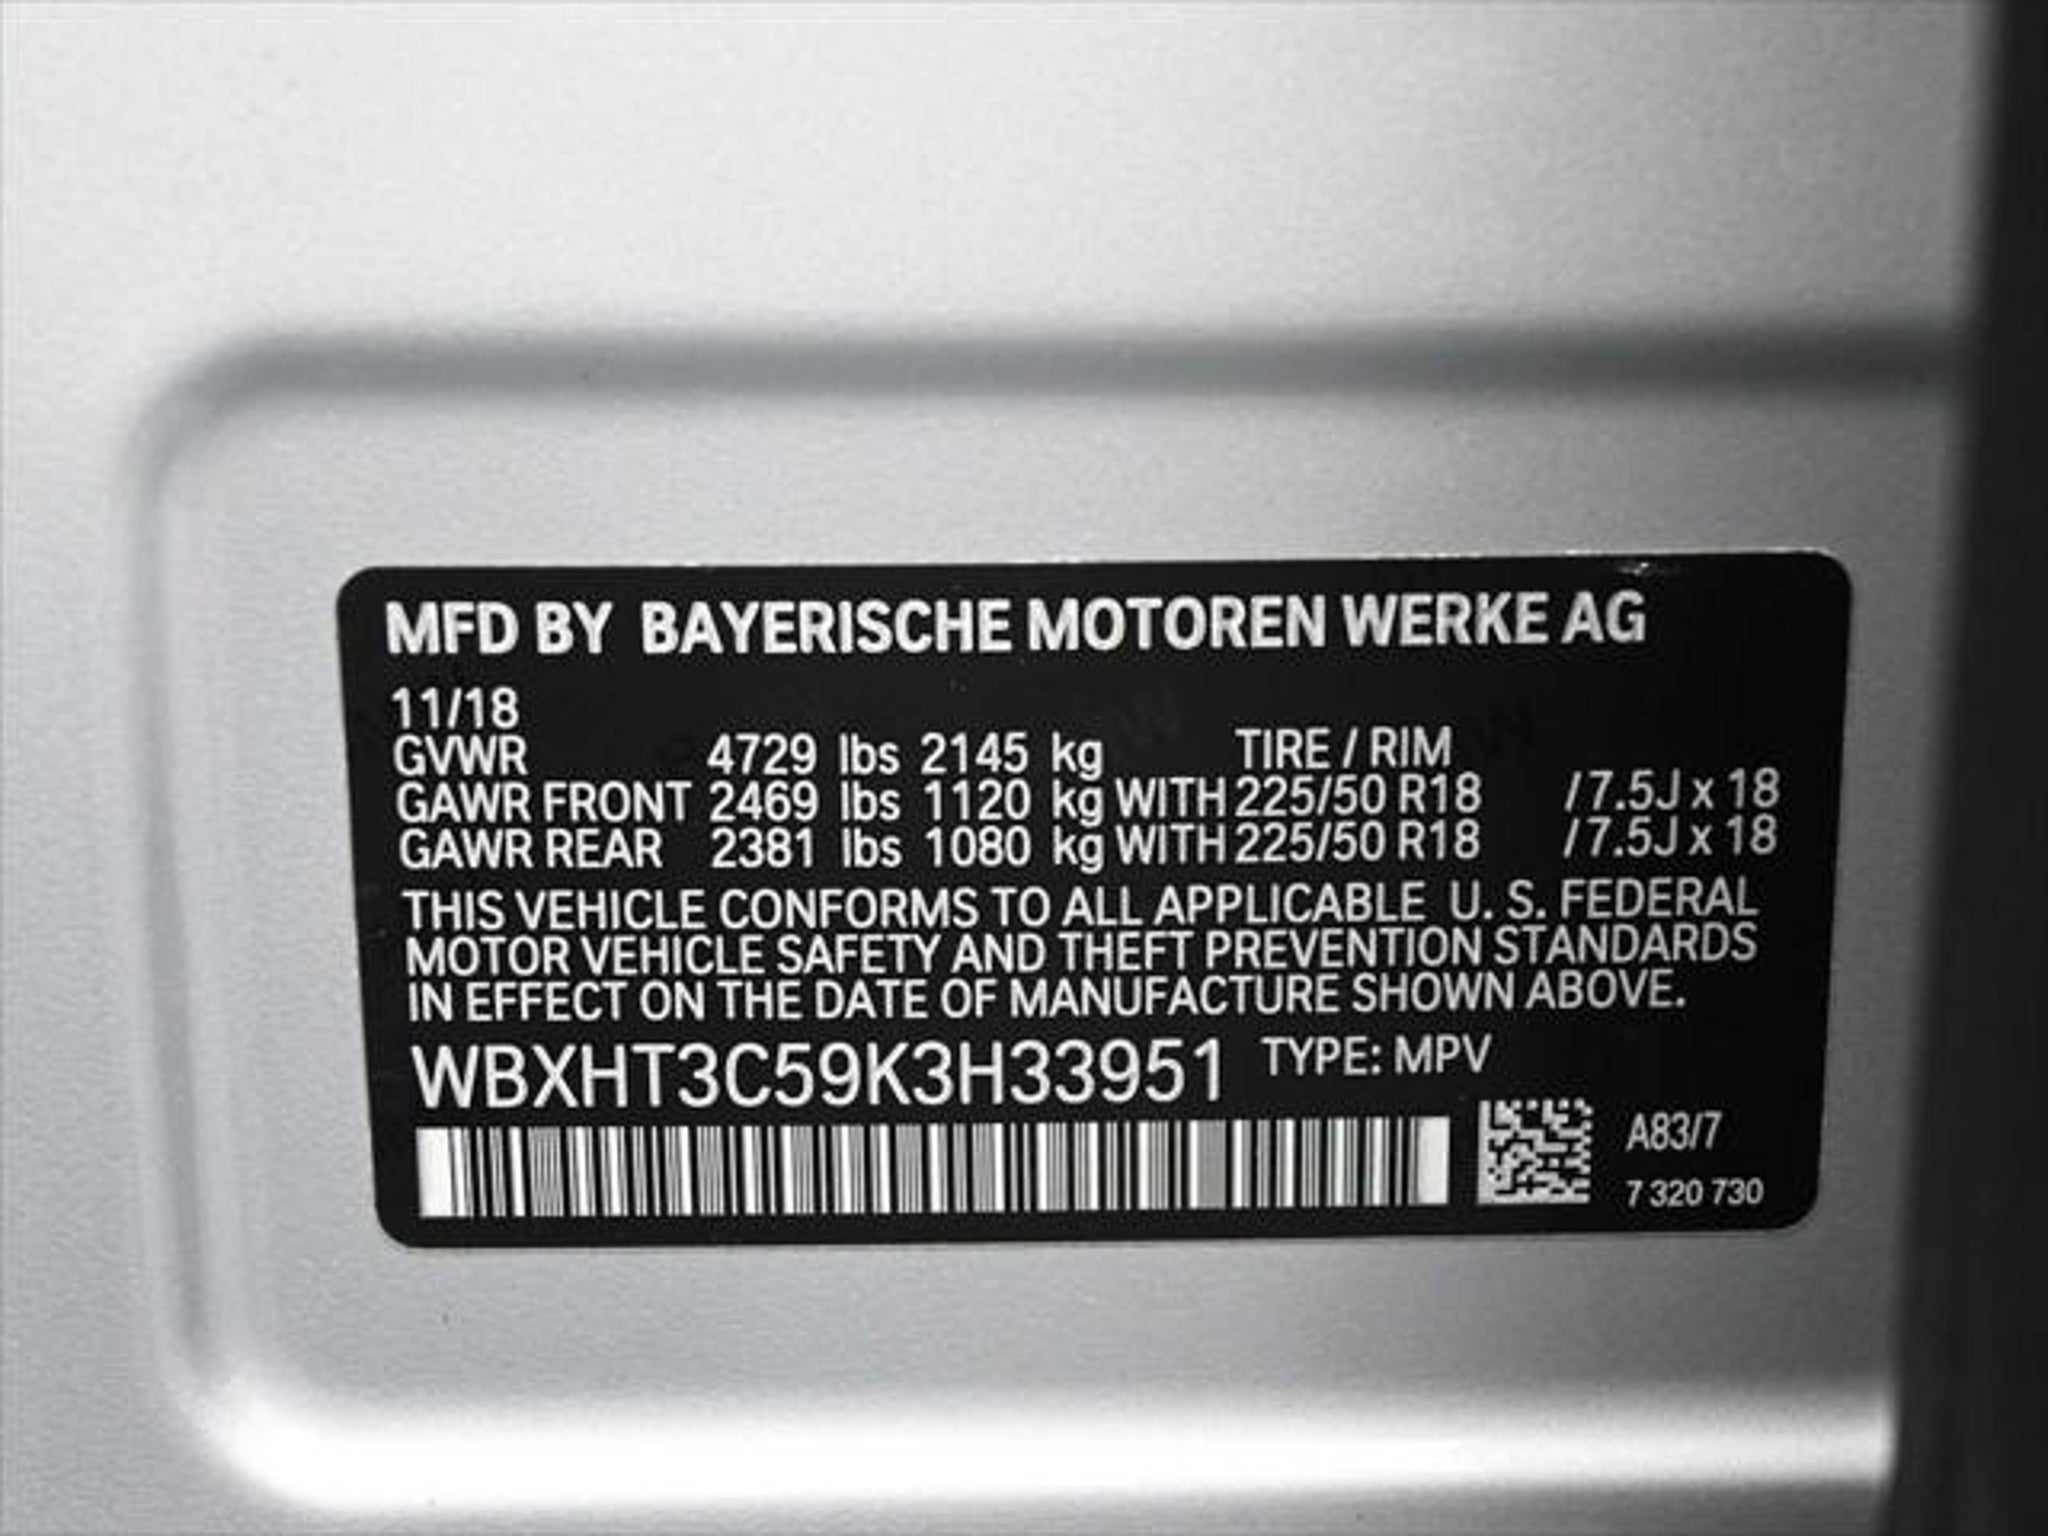 MFD BY BAYERISCHE MOTOREN WERKE AG
11/18
GVWR 4729 lbs 2145 kg TIRE / RIM
GAWR FRONT 2469 lbs 1120 kg WITH 225/50 R18 / 7.5J x 18
GAWR REAR 2381 lbs 1080 kg WITH 225/50 R18 / 7.5J x 18
THIS VEHICLE CONFORMS TO ALL APPLICABLE U. S. FEDERAL
MOTOR VEHICLE SAFETY AND THEFT PREVENTION STANDARDS
IN EFFECT ON THE DATE OF MANUFACTURE SHOWN ABOVE.
WBXHT3C59K3H33951 TYPE: MPV
A83/7
7 320 730